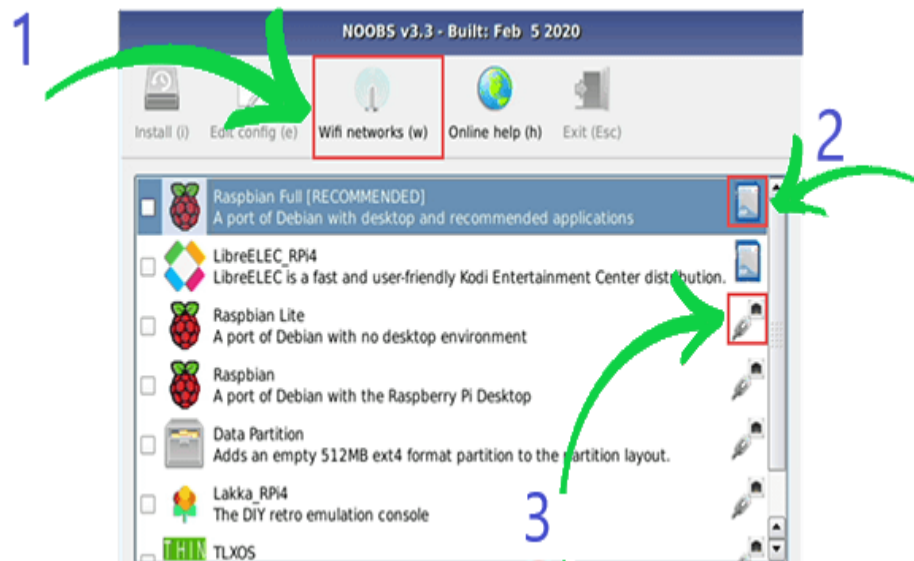 1
NOOBS v3.3 - Built: Feb 5 2020
Install (i) Edit config (e) Wifi networks (w) Online help (h) Exit (Esc)
2
Raspbian Full [RECOMMENDED]
A port of Debian with desktop and recommended applications
LibreELEC_RPi4
LibreELEC is a fast and user-friendly Kodi Entertainment Center distribution.
Raspbian Lite
A port of Debian with no desktop environment
Raspbian
A port of Debian with the Raspberry Pi Desktop
Data Partition
Adds an empty 512MB ext4 format partition to the partition layout.
Lakka_RPi4
The DIY retro emulation console
3
THIN TLXOS